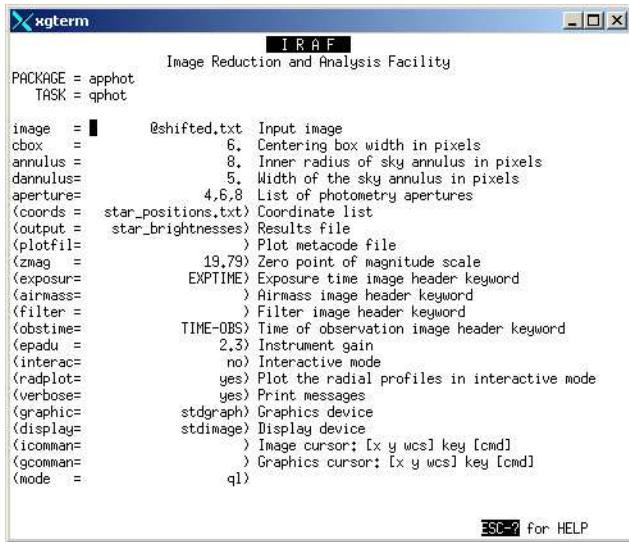 xgterm
I R A F
Image Reduction and Analysis Facility
PACKAGE = apphot
TASK = qphot
image = @shifted.txt Input image
cbox = 6. Centering box width in pixels
annulus = 8. Inner radius of sky annulus in pixels
dannulus= 5. Width of the sky annulus in pixels
aperture= 4,6,8 List of photometry apertures
(coords = star_positions.txt) Coordinate list
(output = star_brightnesses) Results file
(plotfil= ) Plot metacode file
(zmag = 19.79) Zero point of magnitude scale
(exposur= EXPTIME) Exposure time image header keyword
(airmass= ) Airmass image header keyword
(filter = ) Filter image header keyword
(obstime= TIME-OBS) Time of observation image header keyword
(epadu = 2.3) Instrument gain
(interac= no) Interactive mode
(radplot= yes) Plot the radial profiles in interactive mode
(verbose= yes) Print messages
(graphic= stdgraph) Graphics device
(display= stdimage) Display device
(icomman= ) Image cursor: [x y wcs] key [cmd]
(gcomman= ) Graphics cursor: [x y wcs] key [cmd]
(mode = ql)
ESC-? for HELP